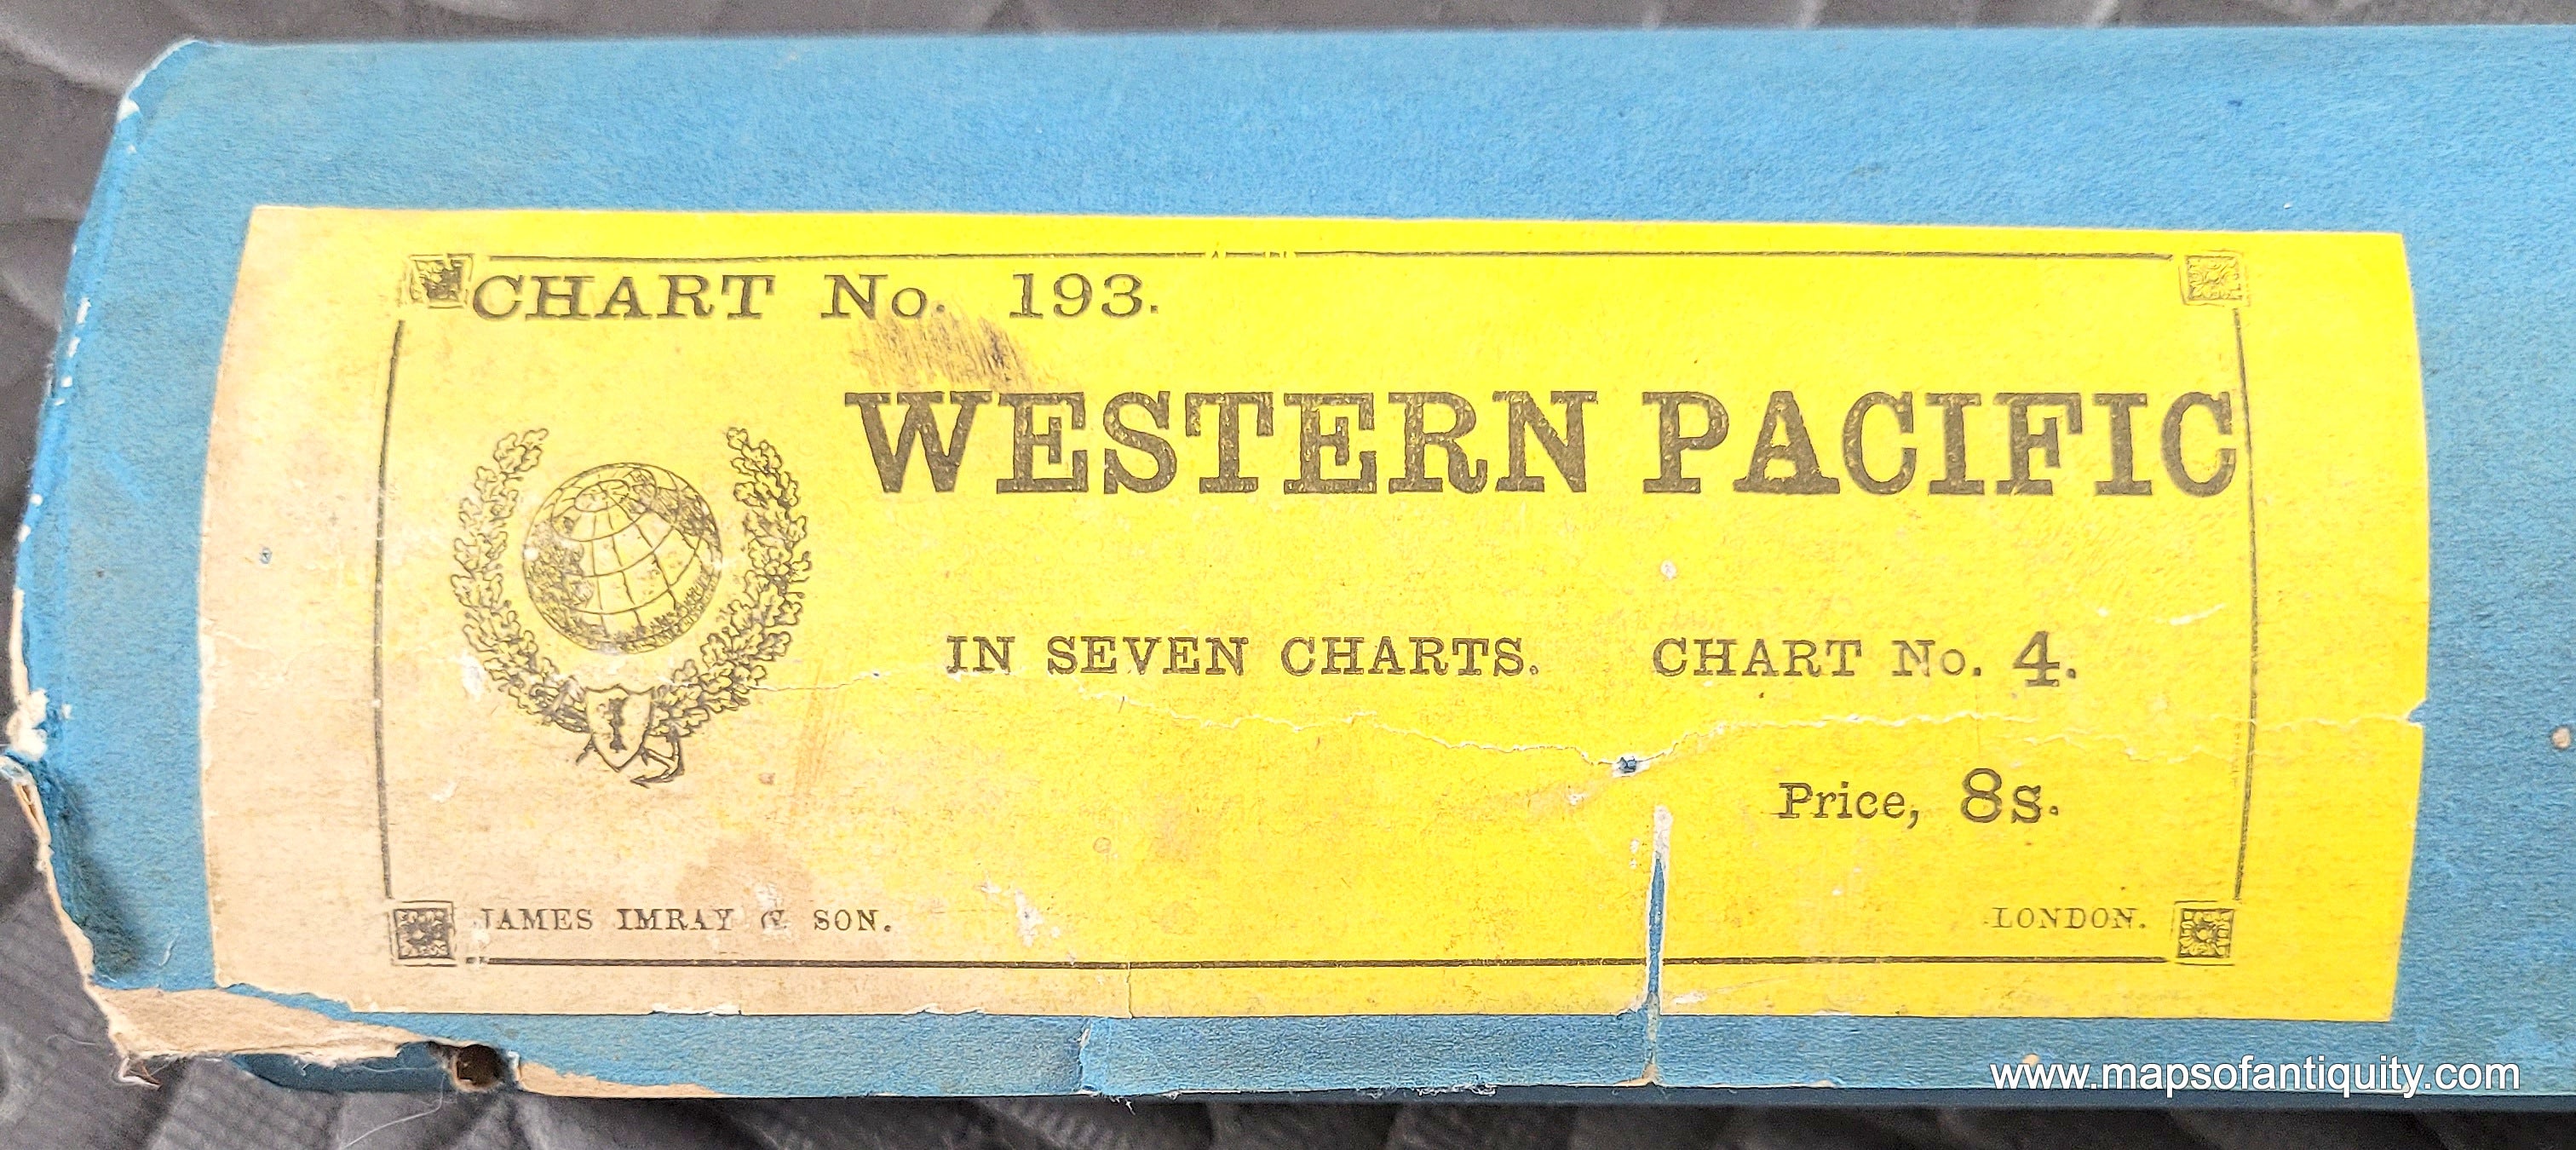 CHART No. 193.
WESTERN PACIFIC
IN SEVEN CHARTS. CHART No. 4.
Price, 8s.
JAMES IMRAY & SON. LONDON.
www.mapsofantiquity.com